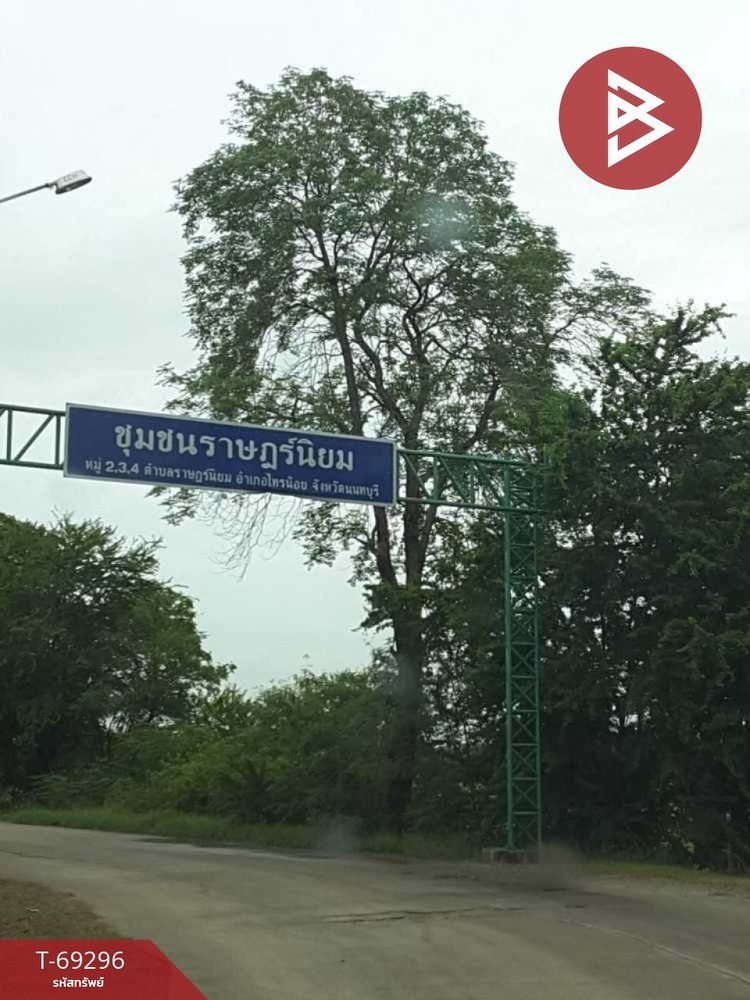 ชุมชนราษฎร์นิยม
หมู่ 2,3,4 ตำบลราษฎร์นิยม อำเภอไทรน้อย จังหวัดนนทบุรี
T-69296
รหัสทรัพย์